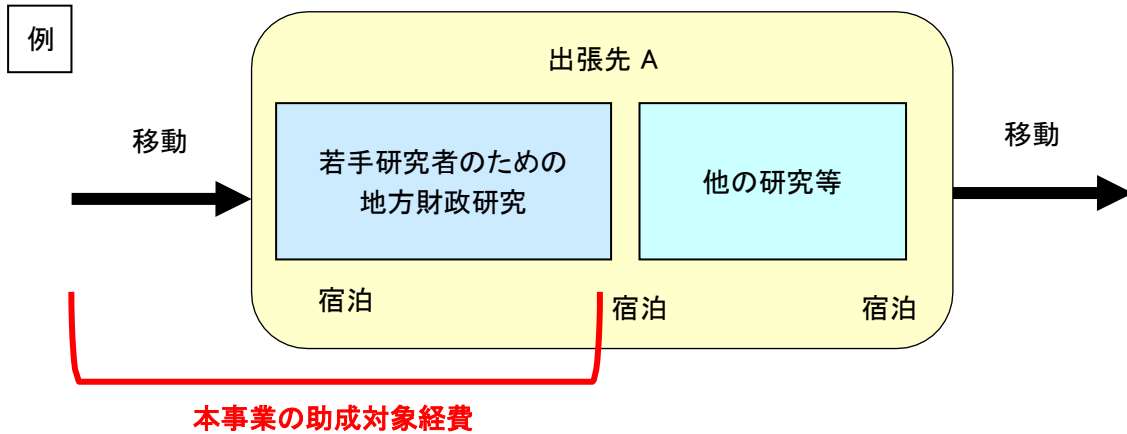 例
出張先 A
移動
若手研究者のための
地方財政研究
他の研究等
移動
宿泊
宿泊
宿泊
本事業の助成対象経費